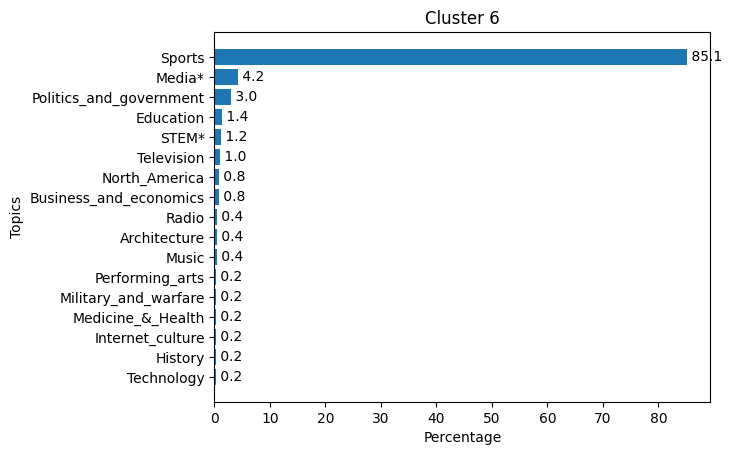 Cluster 6
Topics
Sports 85.1
Media* 4.2
Politics_and_government 3.0
Education 1.4
STEM* 1.2
Television 1.0
North_America 0.8
Business_and_economics 0.8
Radio 0.4
Architecture 0.4
Music 0.4
Performing_arts 0.2
Military_and_warfare 0.2
Medicine_&_Health 0.2
Internet_culture 0.2
History 0.2
Technology 0.2
0 10 20 30 40 50 60 70 80
Percentage